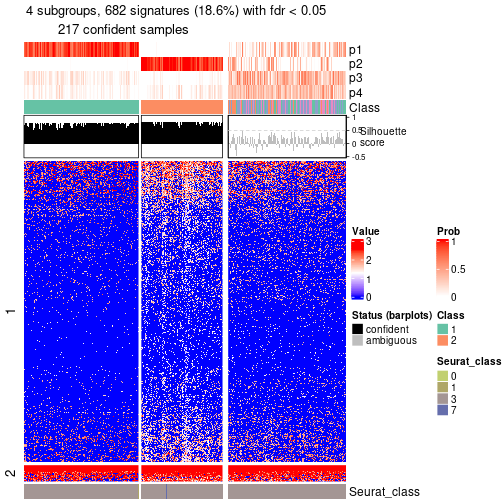 4 subgroups, 682 signatures (18.6%) with fdr < 0.05
217 confident samples
p1
p2
p3
p4
Class
1
0.5
0
-0.5
Silhouette
score
1
2
Seurat_class
Value
3
2
1
0
Prob
1
0.5
0
Status (barplots)
confident
ambiguous
Class
1
2
Seurat_class
0
1
3
7